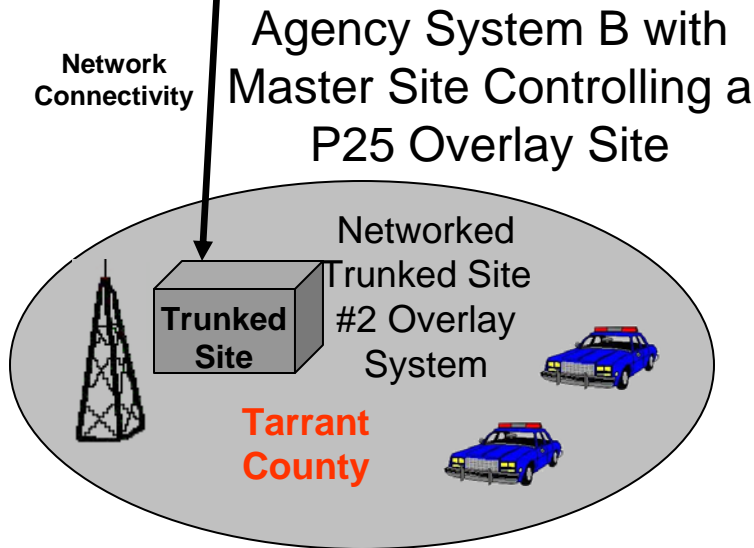 Agency System B with
Master Site Controlling a
P25 Overlay Site
Network
Connectivity
Networked
Trunked Site
#2 Overlay
System
Trunked
Site
Tarrant
County